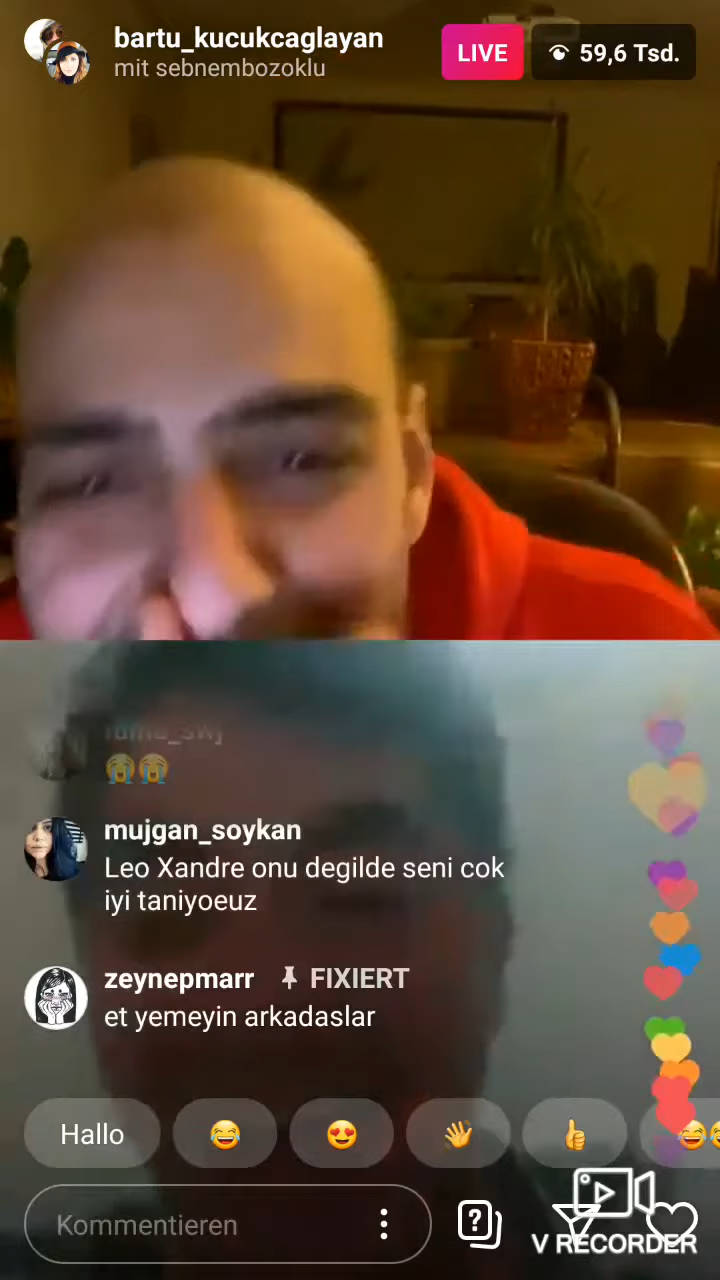 bartu_kucukcaglayan
LIVE
59,6 Tsd.
mit sebnembozoklu
😭😭
mujgan_soykan
Leo Xandre onu degilde seni cok
iyi taniyoeuz
zeynepmarr FIXIERT
et yemeyin arkadaslar
Hallo 😂 😍 👋 👍 😂
Kommentieren
V RECORDER